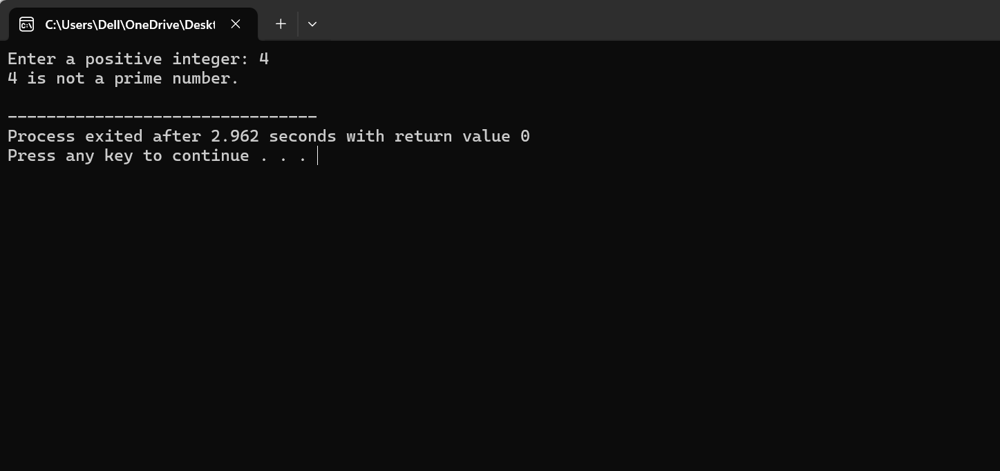 C:\Users\Dell\OneDrive\Deskt
Enter a positive integer: 4
4 is not a prime number.
--------------------------------
Process exited after 2.962 seconds with return value 0
Press any key to continue . . .